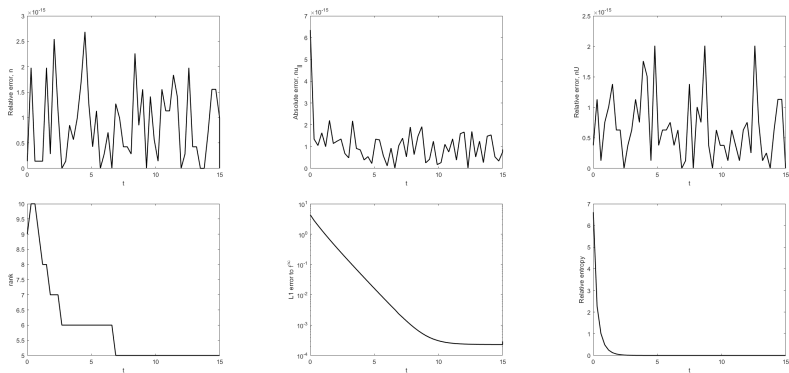 ×10⁻¹⁵
3
2.5
2
1.5
1
0.5
0
0 5 10 15
Relative error, n
t
×10⁻¹⁵
7
6
5
4
3
2
1
0
0 5 10 15
Absolute error, nu||
t
×10⁻¹⁵
2.5
2
1.5
1
0.5
0
0 5 10 15
Relative error, nU
t
10
9.5
9
8.5
8
7.5
7
6.5
6
5.5
5
0 5 10 15
rank
t
10¹
10⁰
10⁻¹
10⁻²
10⁻³
10⁻⁴
0 5 10 15
L1 error to f^∞
t
7
6
5
4
3
2
1
0
0 5 10 15
Relative entropy
t